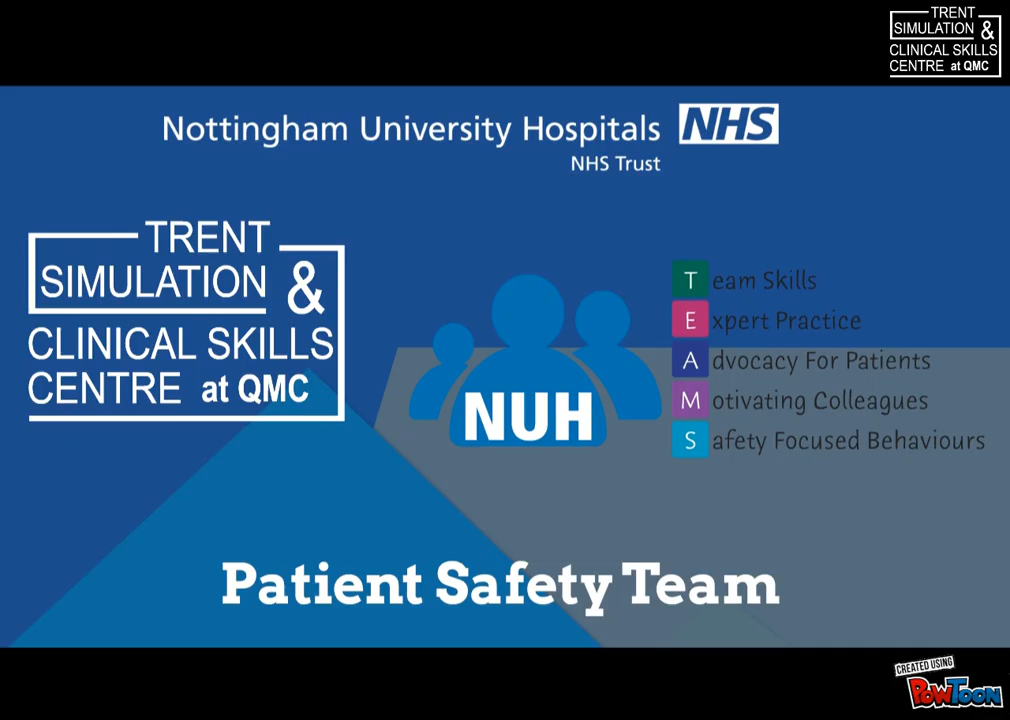 TRENT
SIMULATION &
CLINICAL SKILLS
CENTRE at QMC
Nottingham University Hospitals NHS
NHS Trust
TRENT
SIMULATION &
CLINICAL SKILLS
CENTRE at QMC
NUH
Team Skills
Expert Practice
Advocacy For Patients
Motivating Colleagues
Safety Focused Behaviours
Patient Safety Team
CREATED USING
POWTOON